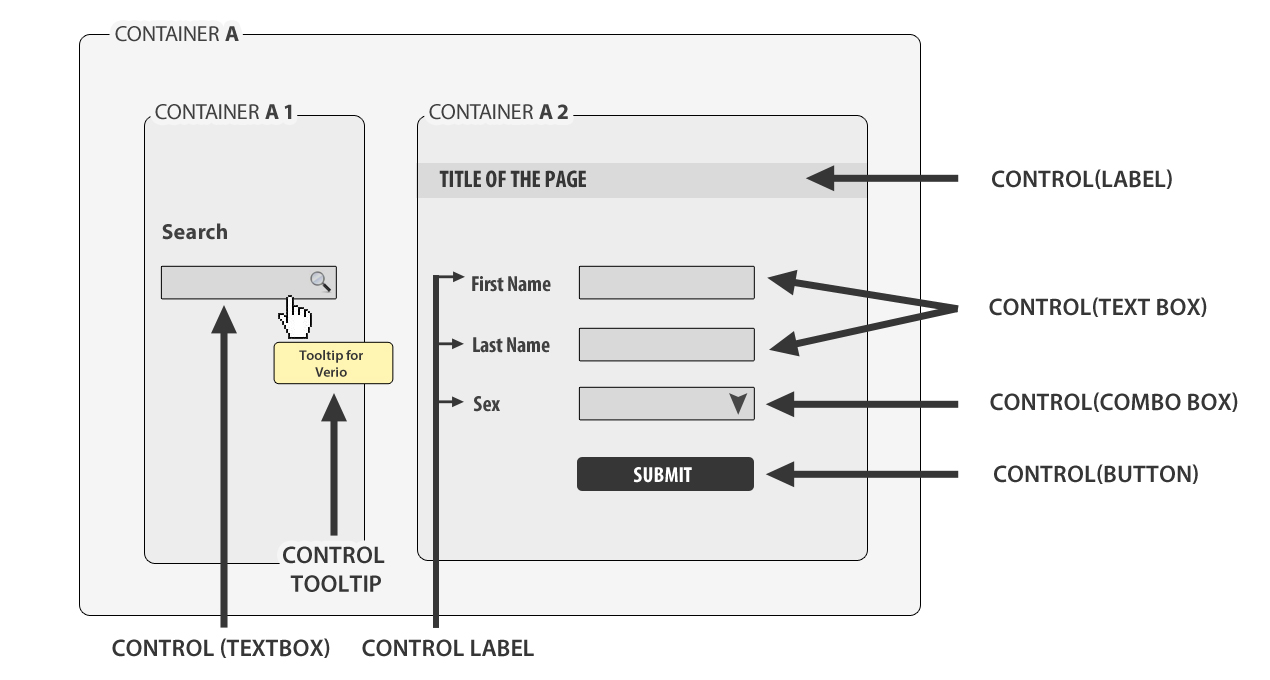 CONTAINER A
CONTAINER A 1
CONTAINER A 2
TITLE OF THE PAGE
CONTROL(LABEL)
Search
First Name
CONTROL(TEXT BOX)
Last Name
Tooltip for
Verio
Sex
CONTROL(COMBO BOX)
SUBMIT
CONTROL(BUTTON)
CONTROL
TOOLTIP
CONTROL (TEXTBOX)
CONTROL LABEL